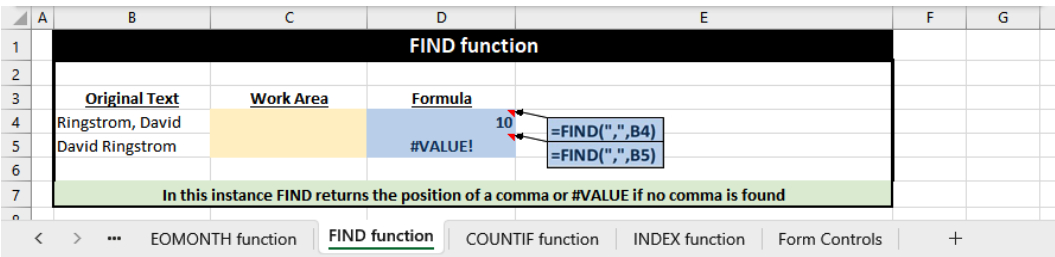 A B C D E F G
1 FIND function
2
3 Original Text Work Area Formula
4 Ringstrom, David 10 =FIND(",",B4)
5 David Ringstrom #VALUE! =FIND(",",B5)
6
7 In this instance FIND returns the position of a comma or #VALUE if no comma is found
EOMONTH function FIND function COUNTIF function INDEX function Form Controls